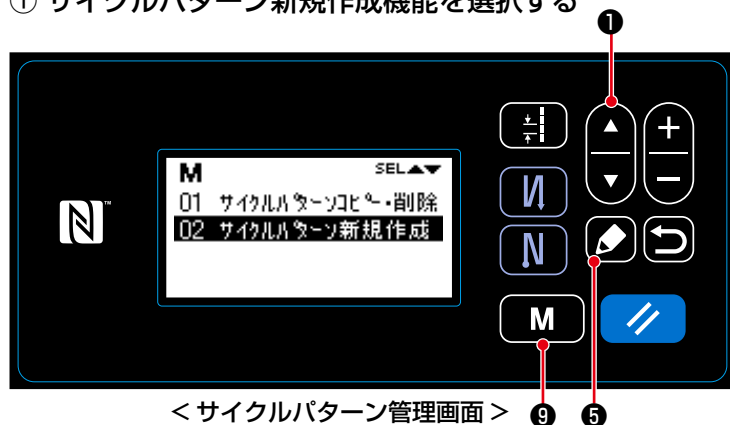 ① サイクルパターン新規作成機能を選択する
❶
M SEL▲▼
01 サイクルパターンコピー・削除
02 サイクルパターン新規作成
N™
▲ +
▼ −
N
M
<サイクルパターン管理画面> ❾ ❺